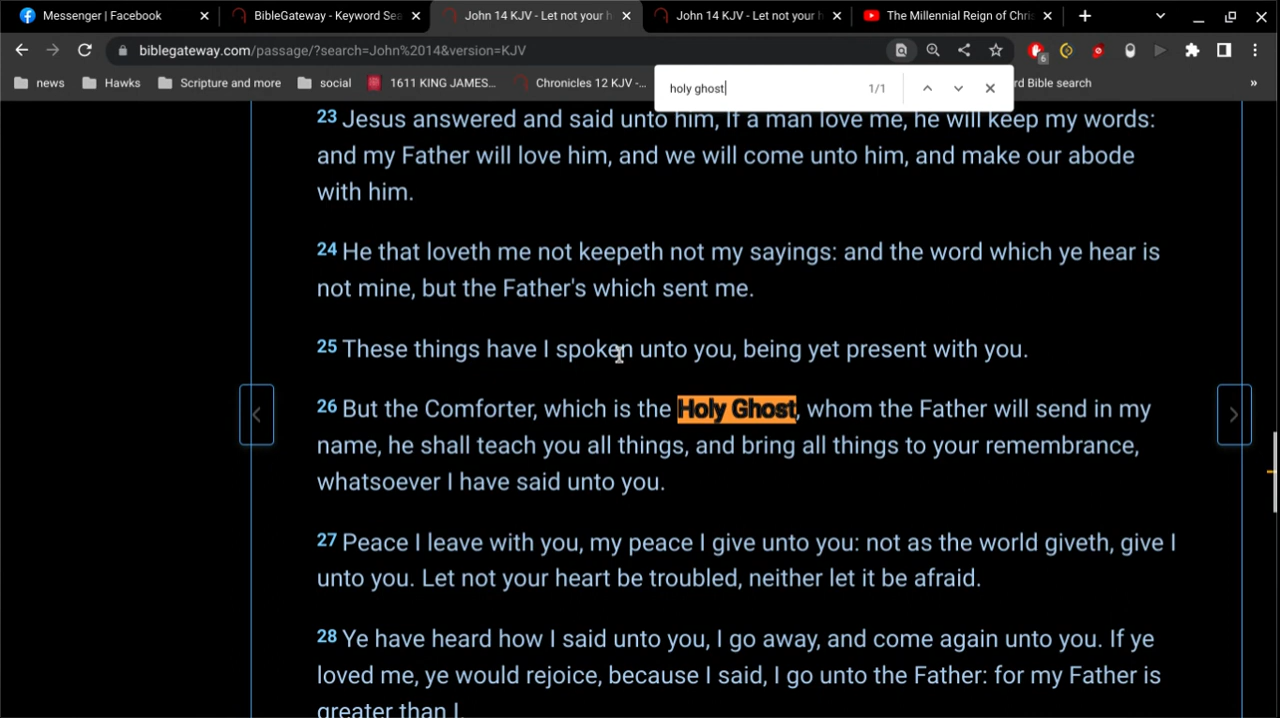 Messenger | Facebook
BibleGateway - Keyword Sea
John 14 KJV - Let not your h
John 14 KJV - Let not your h
The Millennial Reign of Chris
biblegateway.com/passage/?search=John%2014&version=KJV
6
news
Hawks
Scripture and more
social
1611 KING JAMES...
Chronicles 12 KJV -...
rd Bible search
»
holy ghost
1/1
23 Jesus answered and said unto him, If a man love me, he will keep my words:
and my Father will love him, and we will come unto him, and make our abode
with him.
24 He that loveth me not keepeth not my sayings: and the word which ye hear is
not mine, but the Father's which sent me.
25 These things have I spoken unto you, being yet present with you.
26 But the Comforter, which is the Holy Ghost, whom the Father will send in my
name, he shall teach you all things, and bring all things to your remembrance,
whatsoever I have said unto you.
27 Peace I leave with you, my peace I give unto you: not as the world giveth, give I
unto you. Let not your heart be troubled, neither let it be afraid.
28 Ye have heard how I said unto you, I go away, and come again unto you. If ye
loved me, ye would rejoice, because I said, I go unto the Father: for my Father is
greater than I.